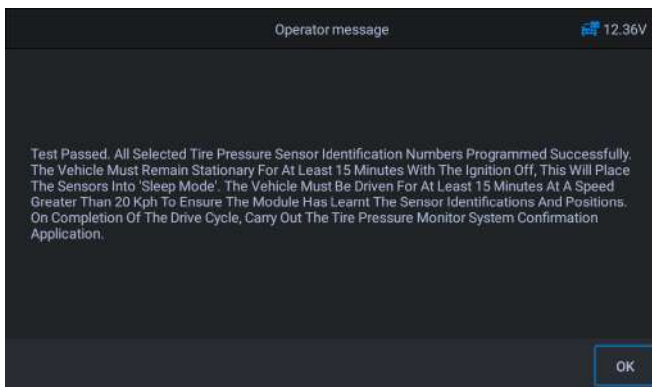 Operator message
12.36V
Test Passed. All Selected Tire Pressure Sensor Identification Numbers Programmed Successfully.
The Vehicle Must Remain Stationary For At Least 15 Minutes With The Ignition Off, This Will Place
The Sensors Into 'Sleep Mode'. The Vehicle Must Be Driven For At Least 15 Minutes At A Speed
Greater Than 20 Kph To Ensure The Module Has Learnt The Sensor Identifications And Positions.
On Completion Of The Drive Cycle, Carry Out The Tire Pressure Monitor System Confirmation
Application.
OK